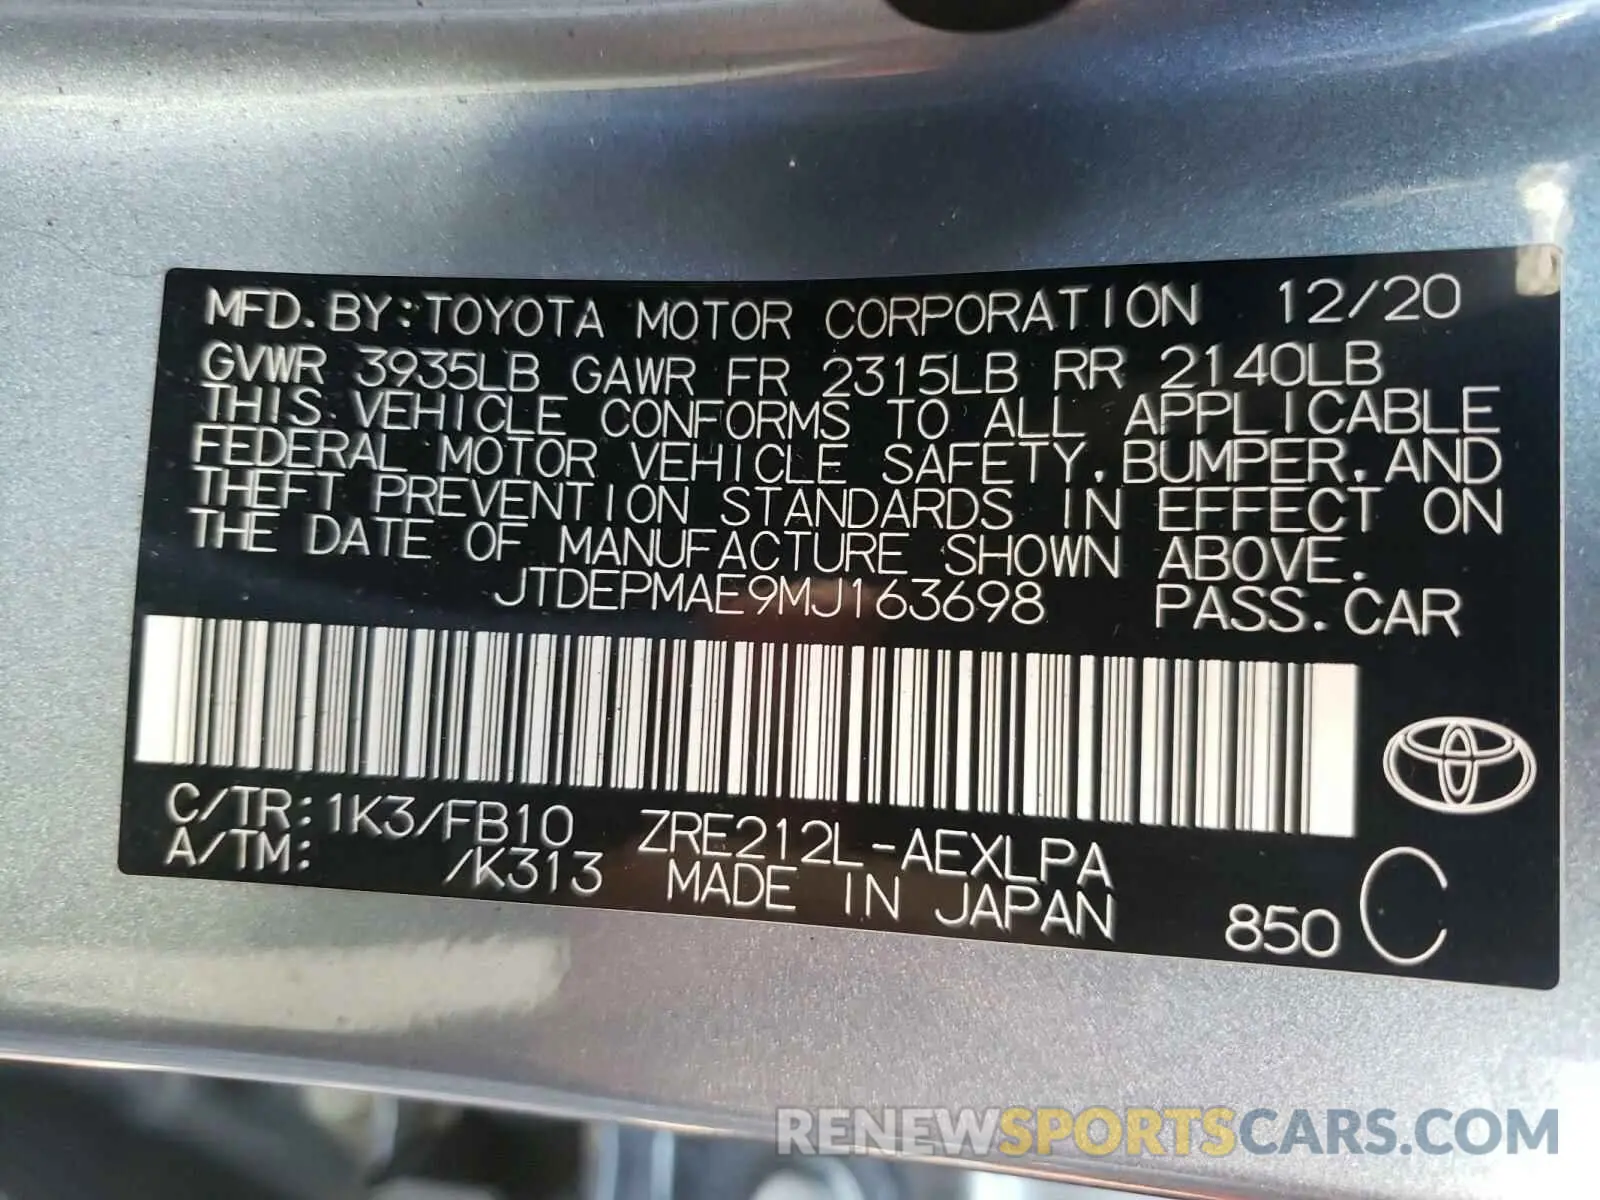 MFD. BY: TOYOTA MOTOR CORPORATION 12/20
GVWR 3935LB GAWR FR 2315LB RR 2140LB
THIS VEHICLE CONFORMS TO ALL APPLICABLE
FEDERAL MOTOR VEHICLE SAFETY, BUMPER, AND
THEFT PREVENTION STANDARDS IN EFFECT ON
THE DATE OF MANUFACTURE SHOWN ABOVE.
JTDEPMAE9MJ163698 PASS. CAR
C/TR: 1K3/FB10 ZRE212L-AEXLPA
A/TM: /K313 MADE IN JAPAN 850 C
RENEWSPORTSCARS.COM